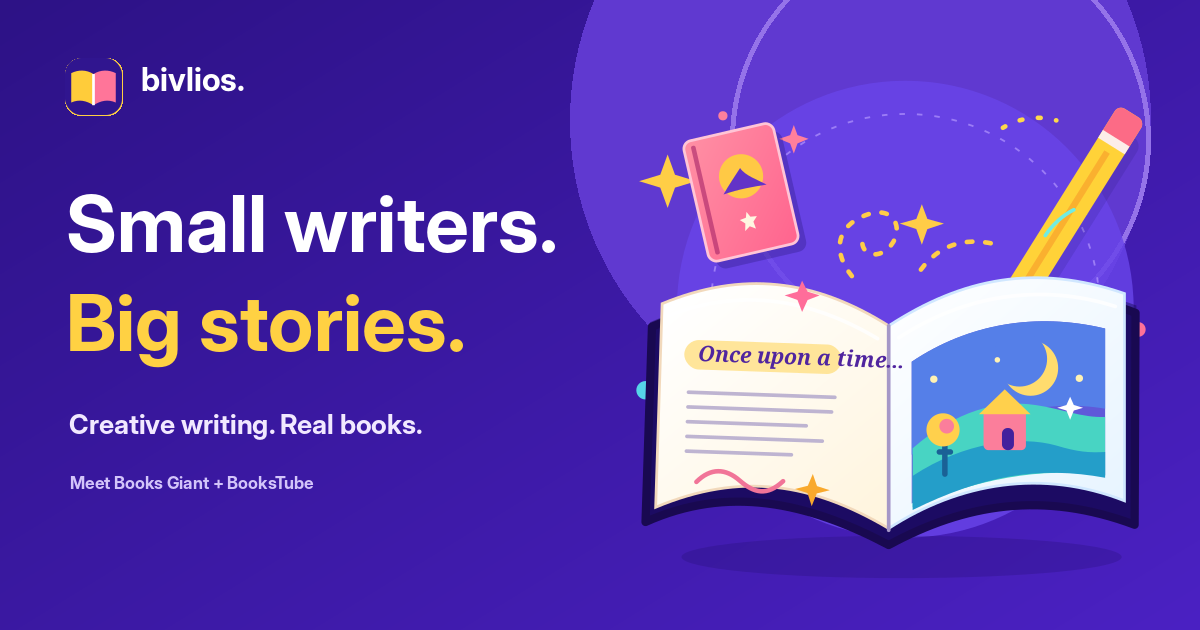 bivlios.
Small writers.
Big stories.
Creative writing. Real books.
Meet Books Giant + BooksTube
Once upon a time...